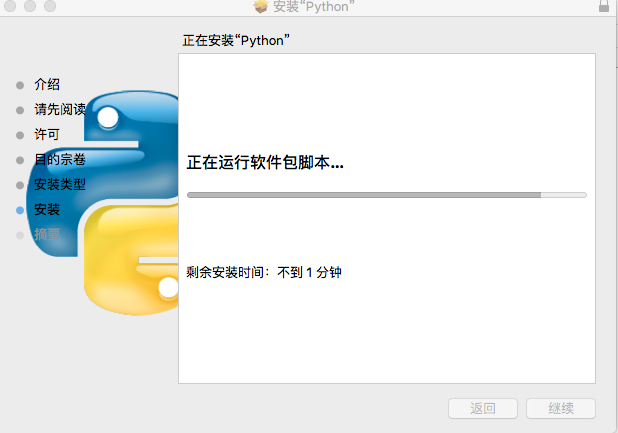 安装“Python”
正在安装“Python”
介绍
请先阅读
许可
目的宗卷
安装类型
安装
摘要
正在运行软件包脚本...
剩余安装时间：不到 1 分钟
返回
继续